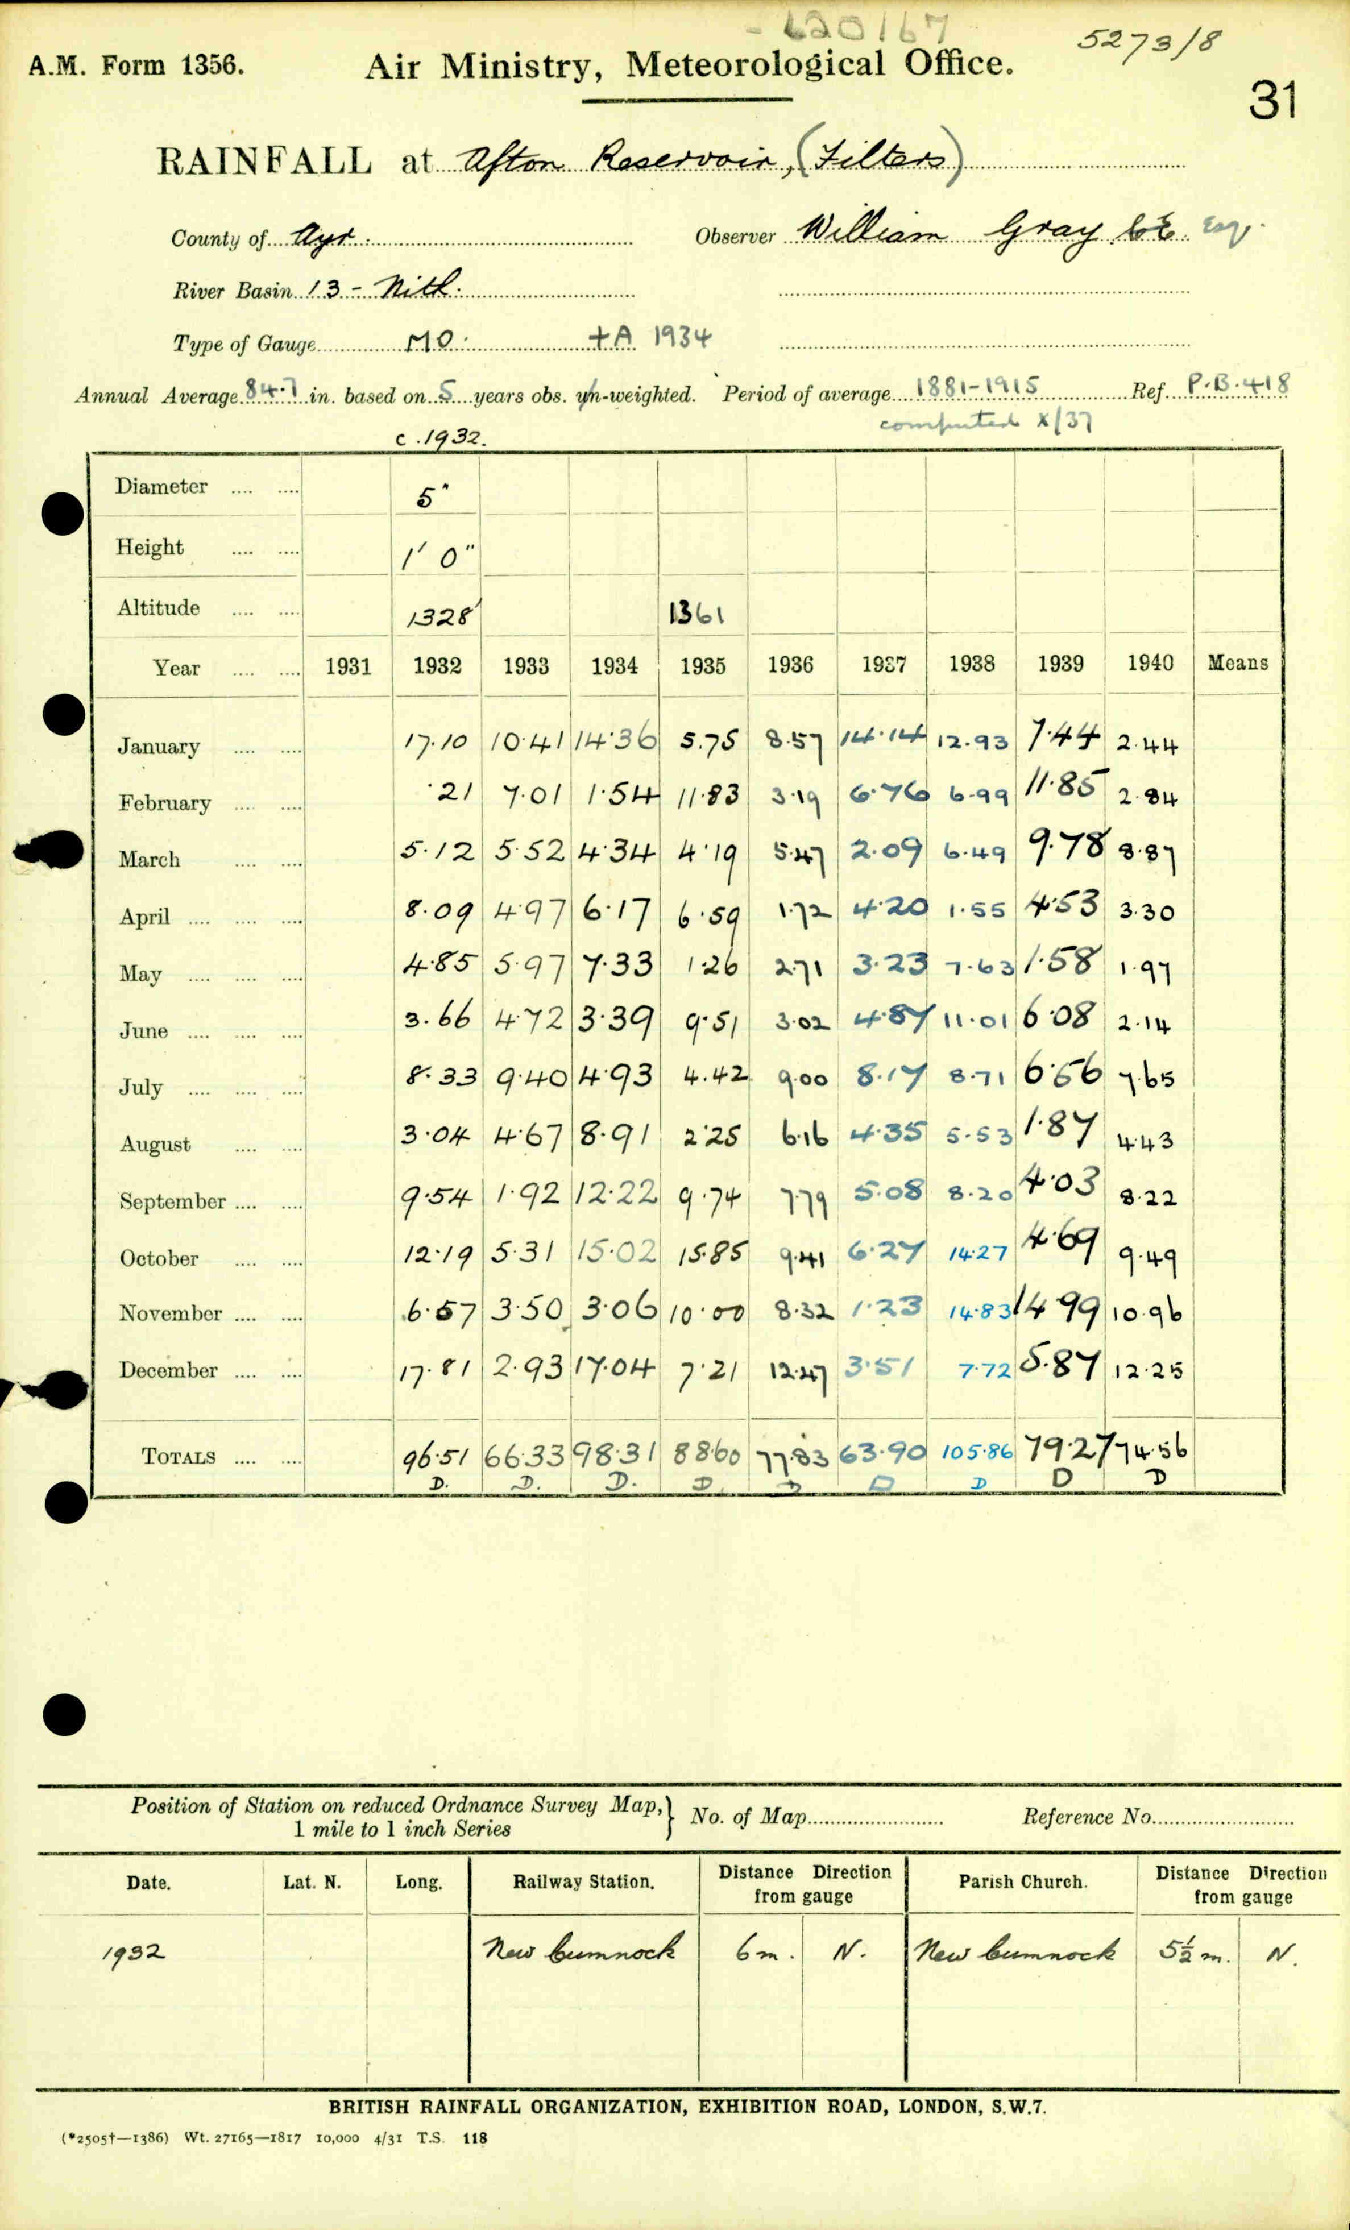 - 620167
5273/8
A.M. Form 1356. Air Ministry, Meteorological Office.
31
RAINFALL at Afton Reservoir, (Filters)
County of Ayr. Observer William Gray C.E. Esq.
River Basin 13 - Nith.
Type of Gauge MO. +A 1934
Annual Average 84.7 in. based on 5 years obs. un-weighted. Period of average 1881-1915 Ref. P.B. 418
computed X/37
c. 1932.
Diameter .... .... 5"
Height .... .... 1' 0"
Altitude .... .... 1328' 1361
Year .... .... 1931 1932 1933 1934 1935 1936 1937 1938 1939 1940 Means
January .... .... 17.10 10.41 14.36 5.75 8.57 14.14 12.93 7.44 2.44
February .... .... .21 7.01 1.54 11.83 3.19 6.76 6.99 11.85 2.84
March .... .... 5.12 5.52 4.34 4.19 5.47 2.09 6.49 9.78 8.87
April .... .... .... 8.09 4.97 6.17 6.59 1.72 4.20 1.55 4.53 3.30
May .... .... .... 4.85 5.97 7.33 1.26 2.71 3.23 7.63 1.58 1.97
June .... .... .... 3.66 4.72 3.39 9.51 3.02 4.87 11.01 6.08 2.14
July .... .... .... 8.33 9.40 4.93 4.42 9.00 8.17 8.71 6.56 7.65
August .... .... 3.04 4.67 8.91 2.25 6.16 4.35 5.53 1.87 4.43
September .... .... 9.54 1.92 12.22 9.74 7.79 5.08 8.20 4.03 8.22
October .... .... 12.19 5.31 15.02 15.85 9.41 6.27 14.27 4.69 9.49
November .... .... 6.57 3.50 3.06 10.00 8.32 1.23 14.83 14.99 10.96
December .... .... 17.81 2.93 17.04 7.21 12.47 3.51 7.72 5.87 12.25
TOTALS .... .... 96.51 66.33 98.31 88.60 77.83 63.90 105.86 79.27 74.56
D. D. D. D. D D D D D
Position of Station on reduced Ordnance Survey Map,} No. of Map Reference No.
1 mile to 1 inch Series
Date. Lat. N. Long. Railway Station. Distance Direction from gauge Parish Church. Distance Direction from gauge
1932 New Cumnock 6 m. N. New Cumnock 5½ m. N.
BRITISH RAINFALL ORGANIZATION, EXHIBITION ROAD, LONDON, S.W.7.
(*2505†—1386) Wt. 27165—1817 10,000 4/31 T.S. 118